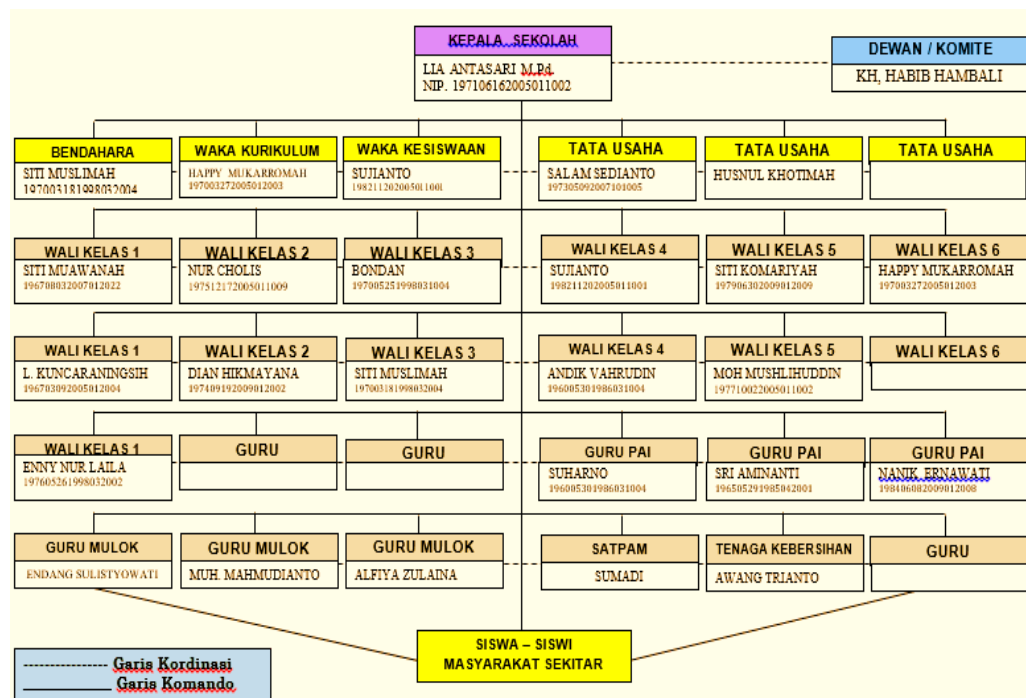 KEPALA SEKOLAH
LIA ANTASARI M.Pd.
NIP. 197106162005011002
DEWAN / KOMITE
KH, HABIB HAMBALI
BENDAHARA
SITI MUSLIMAH
197003181998032004
WAKA KURIKULUM
HAPPY MUKARROMAH
197003272005012003
WAKA KESISWAAN
SUJIANTO
198211202005011001
TATA USAHA
SALAM SEDIANTO
197305092007101005
TATA USAHA
HUSNUL KHOTIMAH
TATA USAHA
WALI KELAS 1
SITI MUAWANAH
196708032007012022
WALI KELAS 2
NUR CHOLIS
197512172005011009
WALI KELAS 3
BONDAN
197005251998031004
WALI KELAS 4
SUJIANTO
198211202005011001
WALI KELAS 5
SITI KOMARIYAH
197906302009012009
WALI KELAS 6
HAPPY MUKARROMAH
197003272005012003
WALI KELAS 1
L. KUNCARANINGSIH
196703092005012004
WALI KELAS 2
DIAN HIKMAYANA
197409192009012002
WALI KELAS 3
SITI MUSLIMAH
197003181998032004
WALI KELAS 4
ANDIK VAHRUDIN
196005301986031004
WALI KELAS 5
MOH MUSHLIHUDDIN
197710022005011002
WALI KELAS 6
WALI KELAS 1
ENNY NUR LAILA
197605261998032002
GURU
GURU
GURU PAI
SUHARNO
196005301986031004
GURU PAI
SRI AMINANTI
196505291985042001
GURU PAI
NANIK ERNAWATI
198406082009012008
GURU MULOK
ENDANG SULISTYOWATI
GURU MULOK
MUH. MAHMUDIANTO
GURU MULOK
ALFIYA ZULAINA
SATPAM
SUMADI
TENAGA KEBERSIHAN
AWANG TRIANTO
GURU
SISWA – SISWI
MASYARAKAT SEKITAR
Garis Kordinasi
Garis Komando